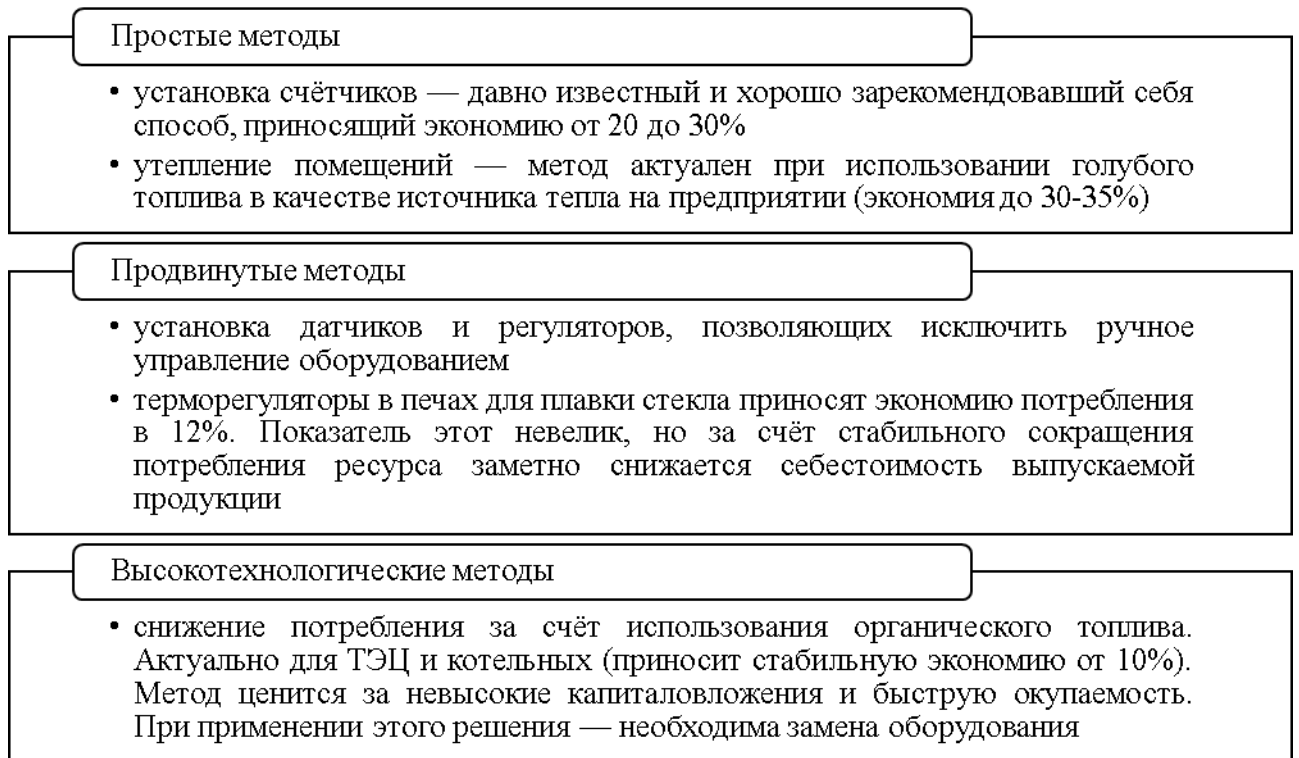 Простые методы
• установка счётчиков — давно известный и хорошо зарекомендовавший себя
способ, приносящий экономию от 20 до 30%
• утепление помещений — метод актуален при использовании голубого
топлива в качестве источника тепла на предприятии (экономия до 30-35%)
Продвинутые методы
• установка датчиков и регуляторов, позволяющих исключить ручное
управление оборудованием
• терморегуляторы в печах для плавки стекла приносят экономию потребления
в 12%. Показатель этот невелик, но за счёт стабильного сокращения
потребления ресурса заметно снижается себестоимость выпускаемой
продукции
Высокотехнологические методы
• снижение потребления за счёт использования органического топлива.
Актуально для ТЭЦ и котельных (приносит стабильную экономию от 10%).
Метод ценится за невысокие капиталовложения и быструю окупаемость.
При применении этого решения — необходима замена оборудования